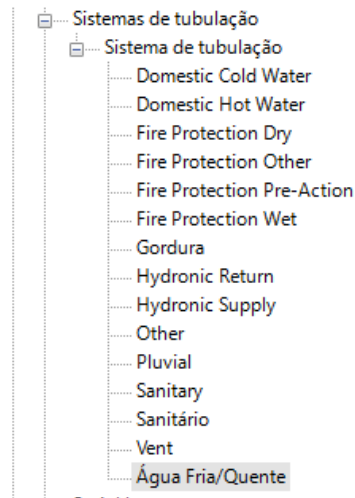 Sistemas de tubulação
Sistema de tubulação
Domestic Cold Water
Domestic Hot Water
Fire Protection Dry
Fire Protection Other
Fire Protection Pre-Action
Fire Protection Wet
Gordura
Hydronic Return
Hydronic Supply
Other
Pluvial
Sanitary
Sanitário
Vent
Água Fria/Quente